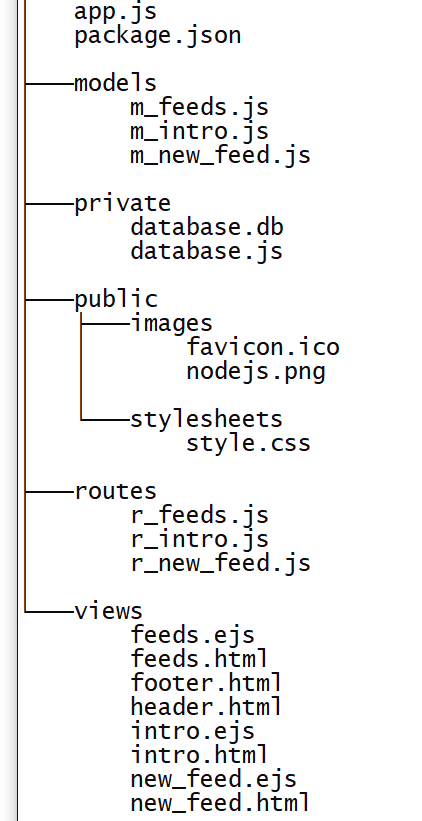 app.js
package.json
models
m_feeds.js
m_intro.js
m_new_feed.js
private
database.db
database.js
public
images
favicon.ico
nodejs.png
stylesheets
style.css
routes
r_feeds.js
r_intro.js
r_new_feed.js
views
feeds.ejs
feeds.html
footer.html
header.html
intro.ejs
intro.html
new_feed.ejs
new_feed.html